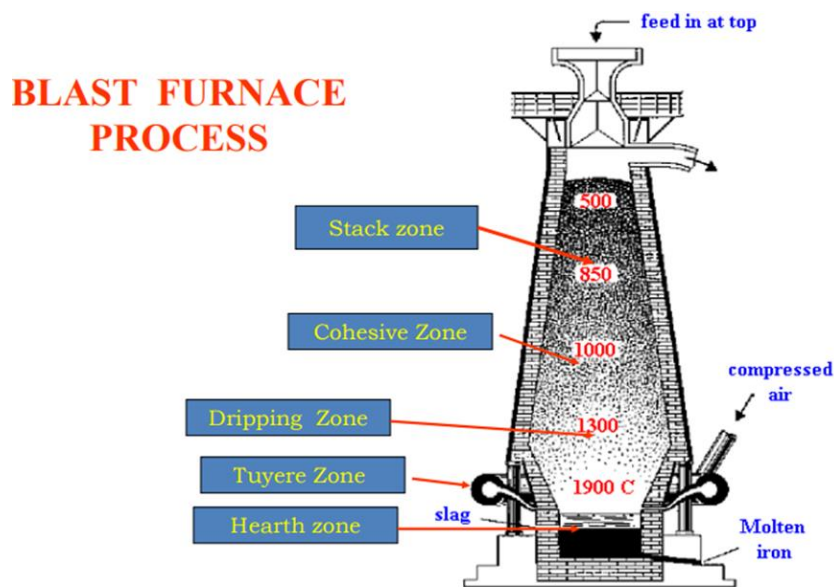 feed in at top
BLAST FURNACE
PROCESS
500
Stack zone
850
Cohesive Zone
1000
compressed
air
Dripping Zone
1300
Tuyere Zone
1900 C
slag
Hearth zone
Molten
iron